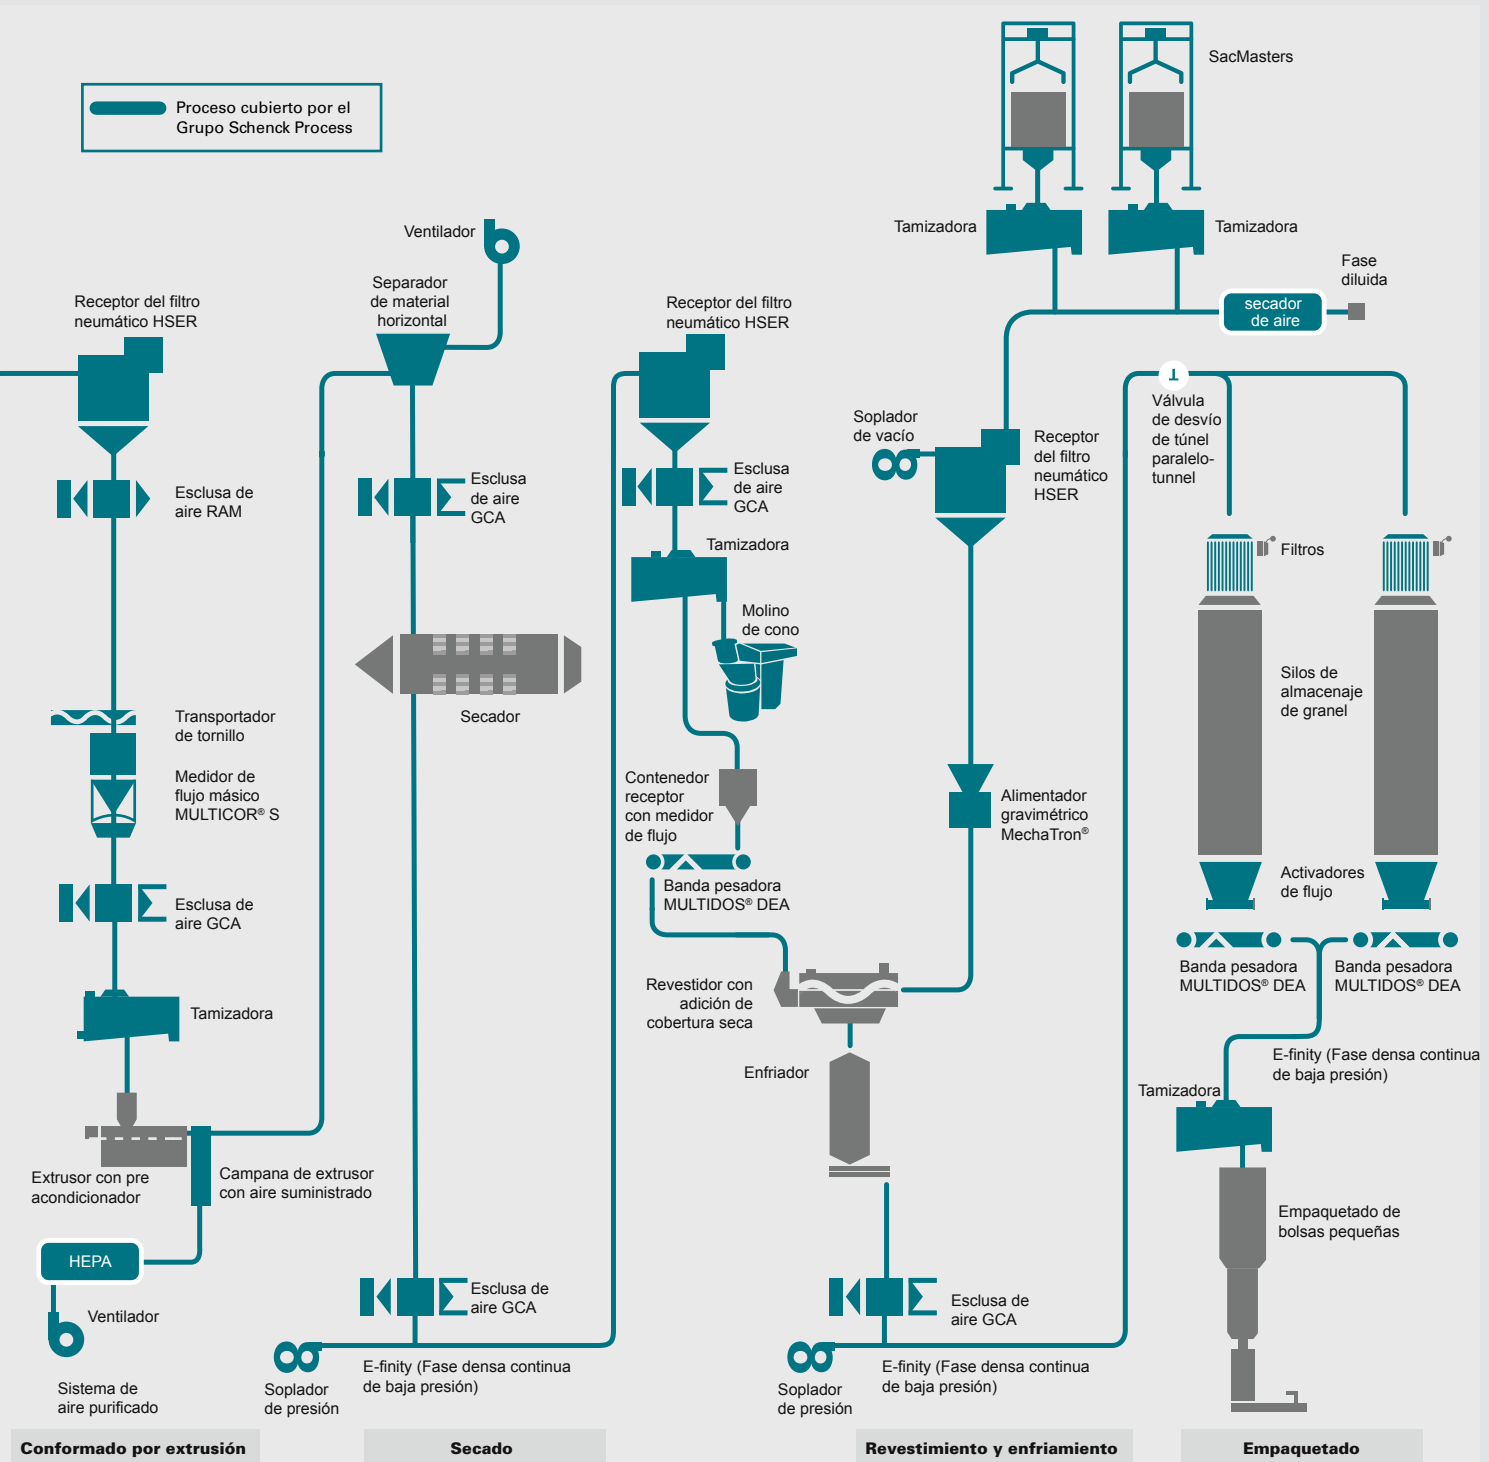 Proceso cubierto por el
Grupo Schenck Process
SacMasters
Tamizadora
Tamizadora
Fase
diluida
secador
de aire
Ventilador
Separador
de material
horizontal
Receptor del filtro
neumático HSER
Receptor del filtro
neumático HSER
Válvula
de desvío
de túnel
paralelo-
tunnel
Soplador
de vacío
Receptor
del filtro
neumático
HSER
Esclusa de
aire RAM
Esclusa
de aire
GCA
Esclusa
de aire
GCA
Tamizadora
Filtros
Molino
de cono
Silos de
almacenaje
de granel
Secador
Transportador
de tornillo
Medidor de
flujo másico
MULTICOR® S
Contenedor
receptor
con medidor
de flujo
Alimentador
gravimétrico
MechaTron®
Banda pesadora
MULTIDOS® DEA
Activadores
de flujo
Esclusa de
aire GCA
Banda pesadora
MULTIDOS® DEA
Banda pesadora
MULTIDOS® DEA
Revestidor con
adición de
cobertura seca
Tamizadora
Enfriador
E-finity (Fase densa continua
de baja presión)
Tamizadora
Extrusor con pre
acondicionador
Campana de extrusor
con aire suministrado
Empaquetado de
bolsas pequeñas
HEPA
Ventilador
Esclusa de
aire GCA
Esclusa de
aire GCA
Sistema de
aire purificado
Soplador
de presión
E-finity (Fase densa continua
de baja presión)
Soplador
de presión
E-finity (Fase densa continua
de baja presión)
Conformado por extrusión
Secado
Revestimiento y enfriamiento
Empaquetado